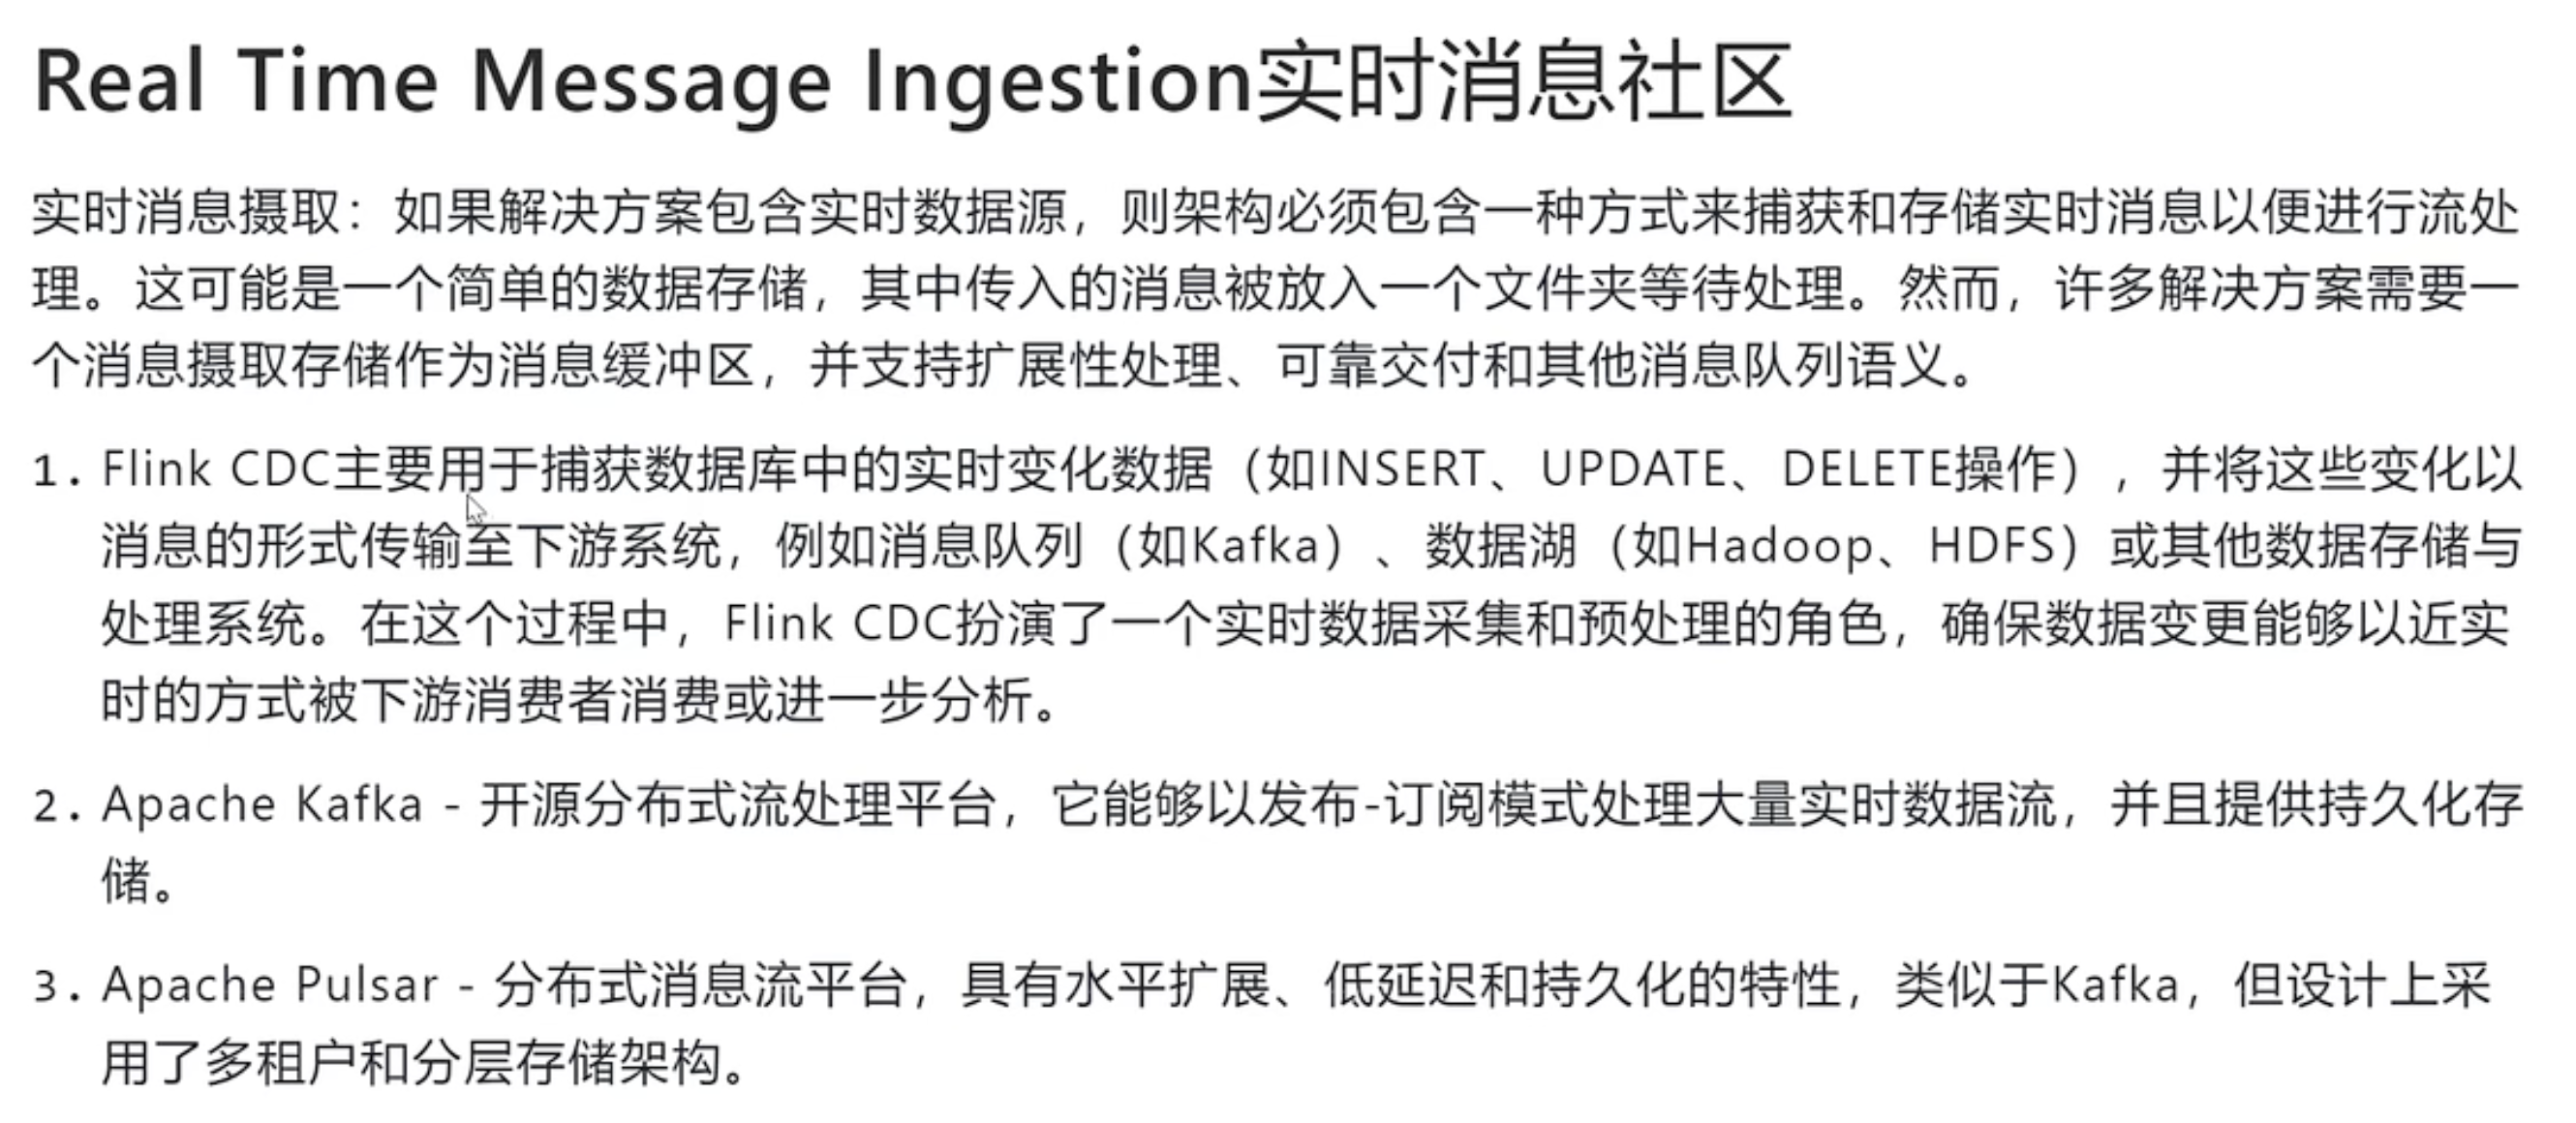 Real Time Message Ingestion实时消息社区
实时消息摄取：如果解决方案包含实时数据源，则架构必须包含一种方式来捕获和存储实时消息以便进行流处
理。这可能是一个简单的数据存储，其中传入的消息被放入一个文件夹等待处理。然而，许多解决方案需要一
个消息摄取存储作为消息缓冲区，并支持扩展性处理、可靠交付和其他消息队列语义。
1. Flink CDC主要用于捕获数据库中的实时变化数据（如INSERT、UPDATE、DELETE操作），并将这些变化以
消息的形式传输至下游系统，例如消息队列（如Kafka）、数据湖（如Hadoop、HDFS）或其他数据存储与
处理系统。在这个过程中，Flink CDC扮演了一个实时数据采集和预处理的角色，确保数据变更能够以近实
时的方式被下游消费者消费或进一步分析。
2. Apache Kafka - 开源分布式流处理平台，它能够以发布-订阅模式处理大量实时数据流，并且提供持久化存
储。
3. Apache Pulsar - 分布式消息流平台，具有水平扩展、低延迟和持久化的特性，类似于Kafka，但设计上采
用了多租户和分层存储架构。